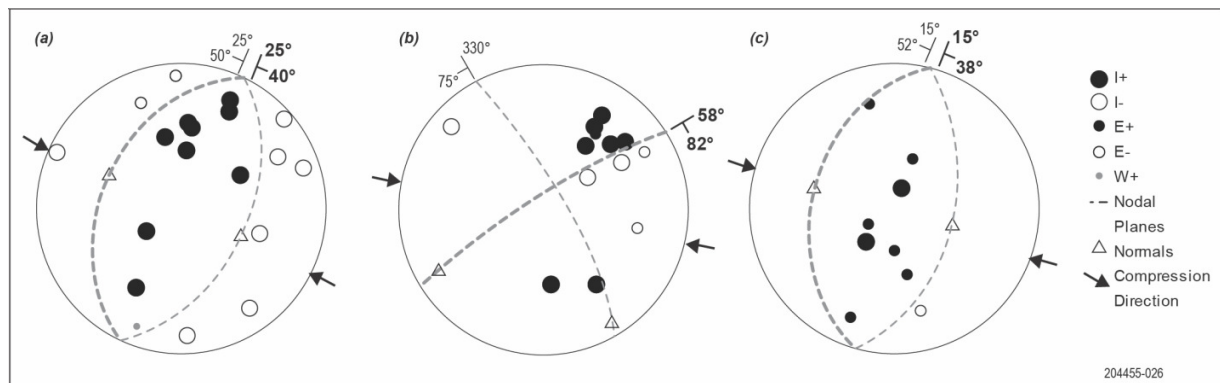 (a)
50°
25°
25°
40°
(b)
75°
330°
58°
82°
(c)
52°
15°
15°
38°
I+
I-
E+
E-
W+
Nodal
Planes
Normals
Compression
Direction
204455-026